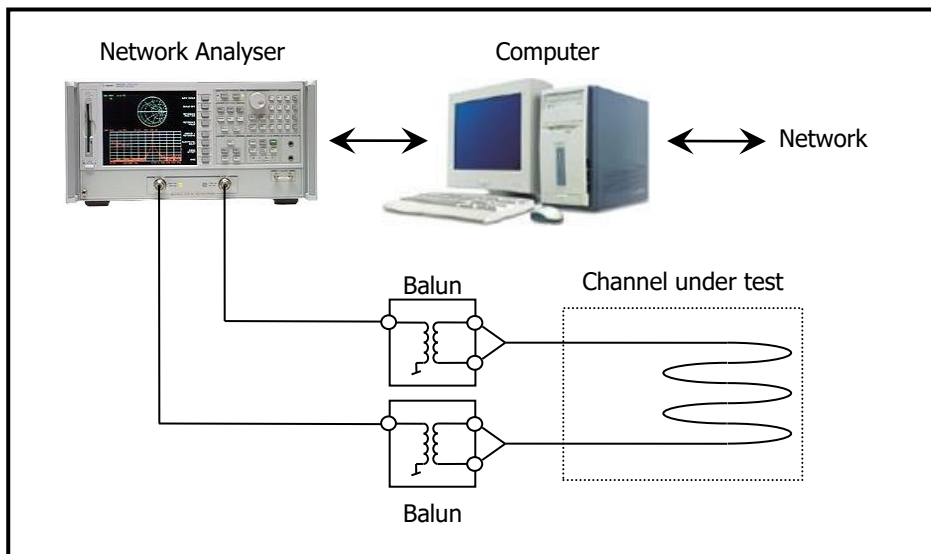 Network Analyser
Computer
Network
Balun
Channel under test
Balun